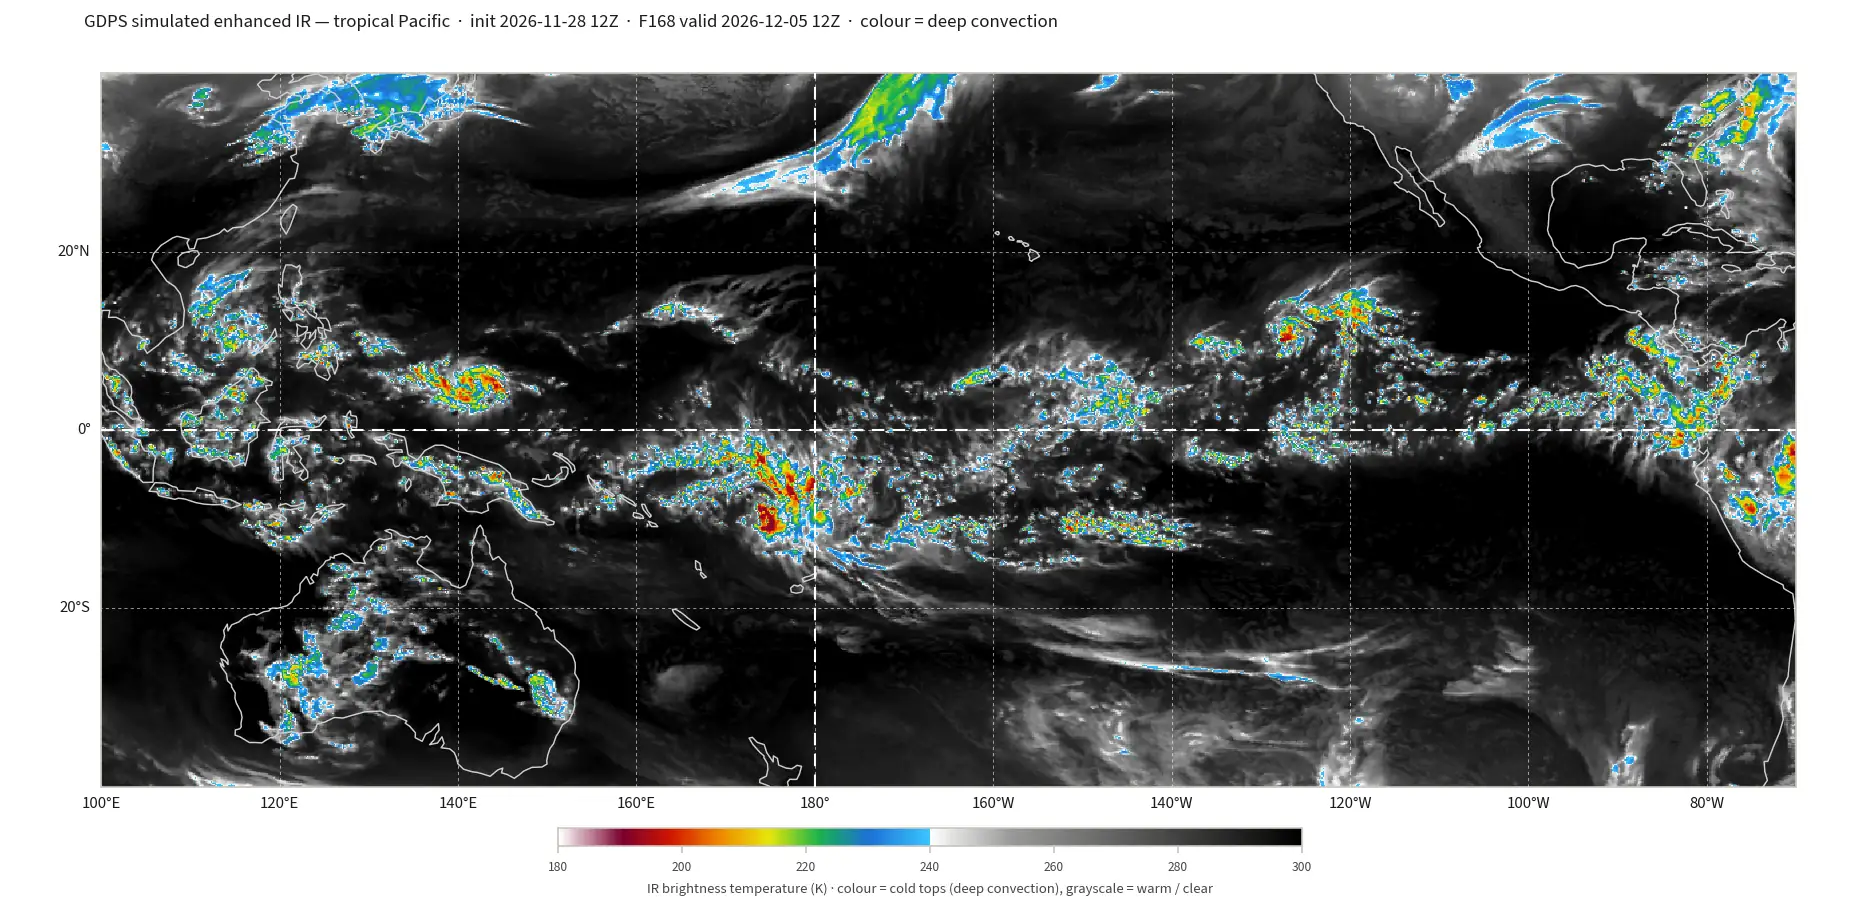 GDPS simulated enhanced IR — tropical Pacific · init 2026-11-28 12Z · F168 valid 2026-12-05 12Z · colour = deep convection
20°N
0°
20°S
100°E 120°E 140°E 160°E 180° 160°W 140°W 120°W 100°W 80°W
180 200 220 240 260 280 300
IR brightness temperature (K) · colour = cold tops (deep convection), grayscale = warm / clear